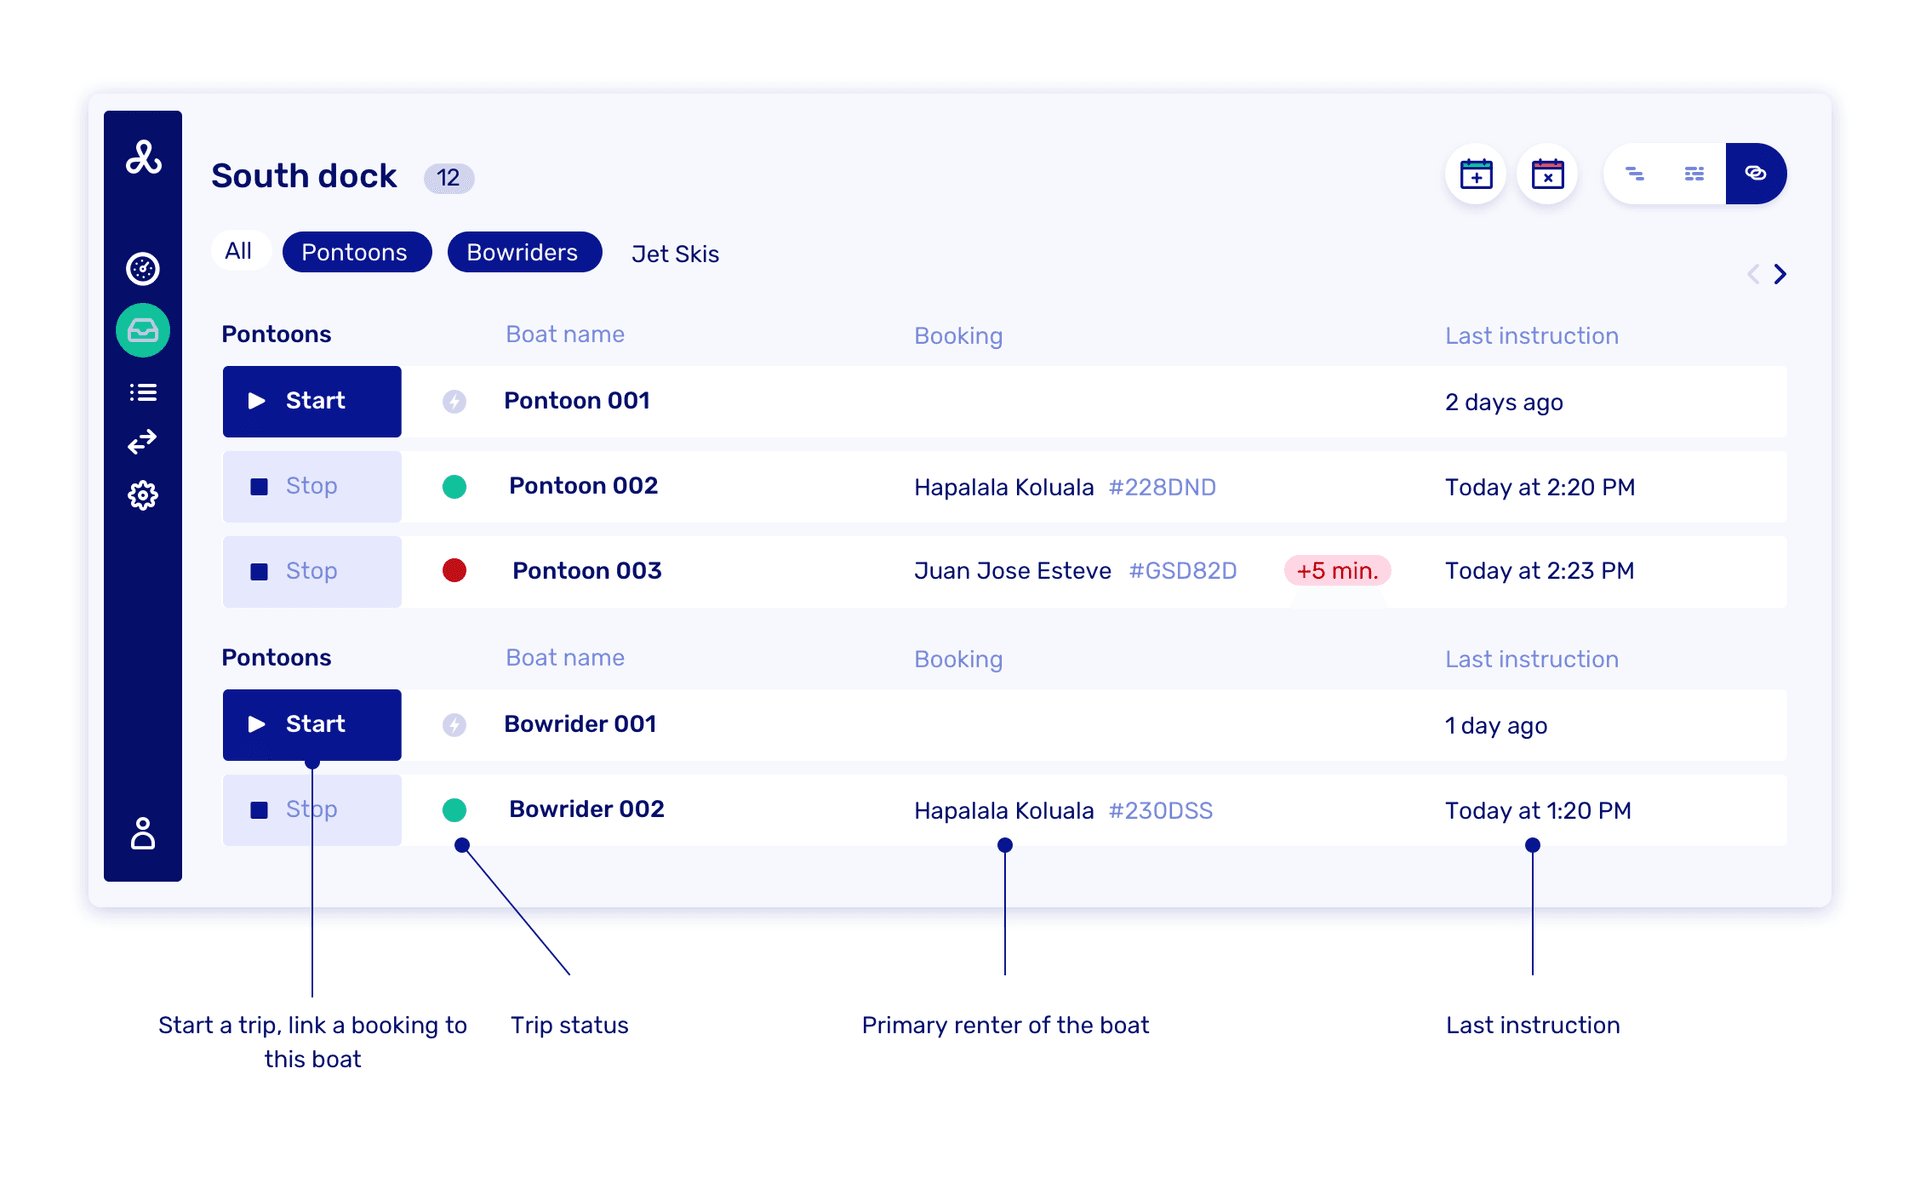 South dock 12
All Pontoons Bowriders Jet Skis
Pontoons Boat name Booking Last instruction
Start Pontoon 001 2 days ago
Stop Pontoon 002 Hapalala Koluala #228DND Today at 2:20 PM
Stop Pontoon 003 Juan Jose Esteve #GSD82D +5 min. Today at 2:23 PM
Pontoons Boat name Booking Last instruction
Start Bowrider 001 1 day ago
Stop Bowrider 002 Hapalala Koluala #230DSS Today at 1:20 PM
Start a trip, link a booking to
this boat
Trip status
Primary renter of the boat
Last instruction